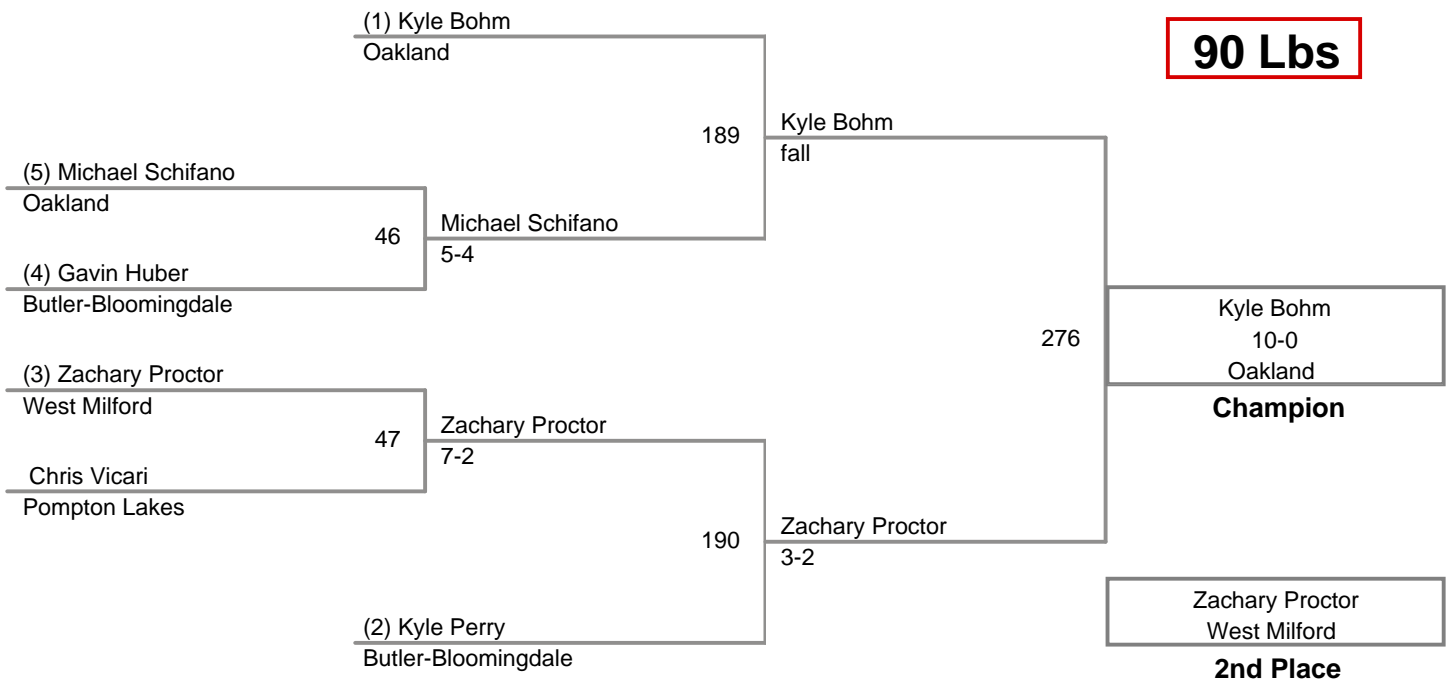 (1) Kyle Bohm
Oakland
90 Lbs
189
Kyle Bohm
fall
(5) Michael Schifano
Oakland
46
Michael Schifano
5-4
(4) Gavin Huber
Butler-Bloomingdale
276
Kyle Bohm
10-0
Oakland
Champion
(3) Zachary Proctor
West Milford
47
Zachary Proctor
7-2
Chris Vicari
Pompton Lakes
190
Zachary Proctor
3-2
(2) Kyle Perry
Butler-Bloomingdale
Zachary Proctor
West Milford
2nd Place